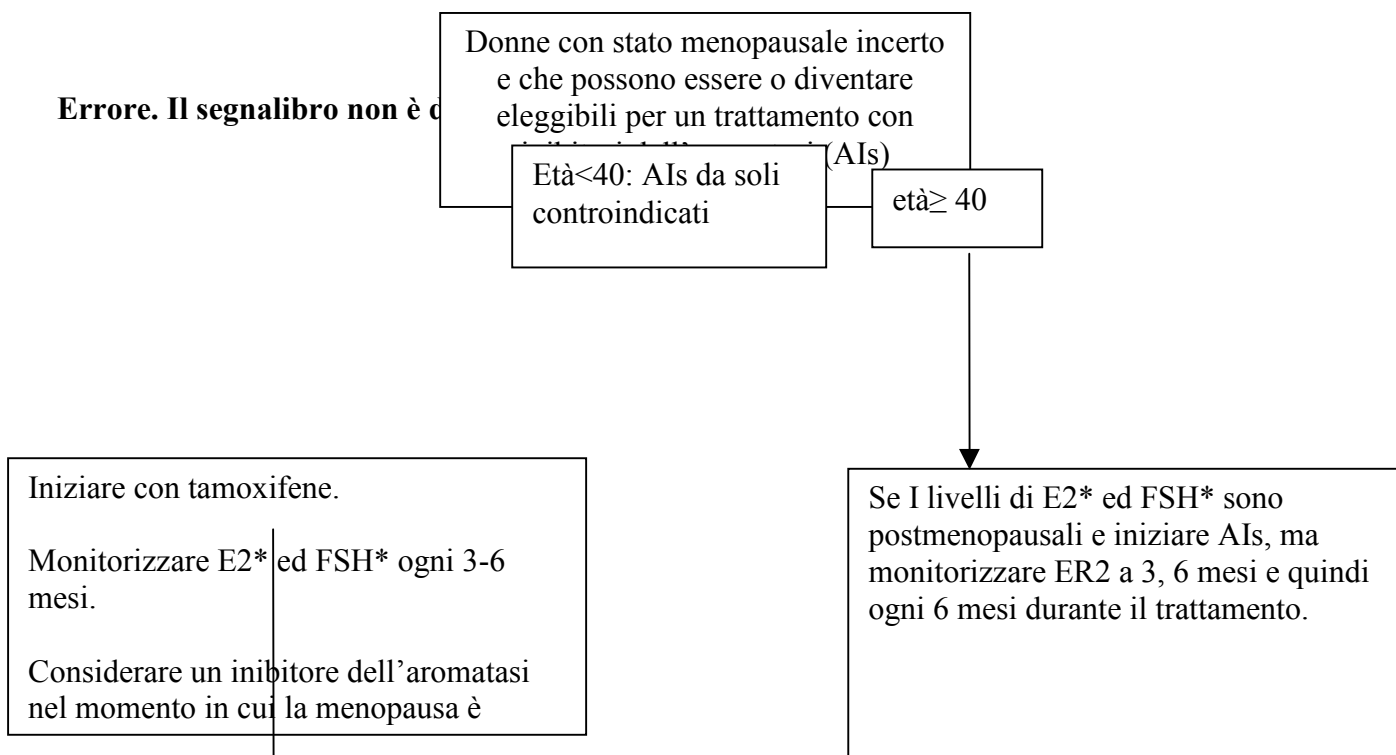 Donne con stato menopausale incerto
e che possono essere o diventare
Errore. Il segnalibro non è
eleggibili per un trattamento con
(AIs)
Età<40: AIs da soli
controindicati
età≥ 40
Iniziare con tamoxifene.
Monitorizzare E2* ed FSH* ogni 3-6
mesi.
Considerare un inibitore dell’aromatasi
nel momento in cui la menopausa è
Se I livelli di E2* ed FSH* sono
postmenopausali e iniziare AIs, ma
monitorizzare ER2 a 3, 6 mesi e quindi
ogni 6 mesi durante il trattamento.